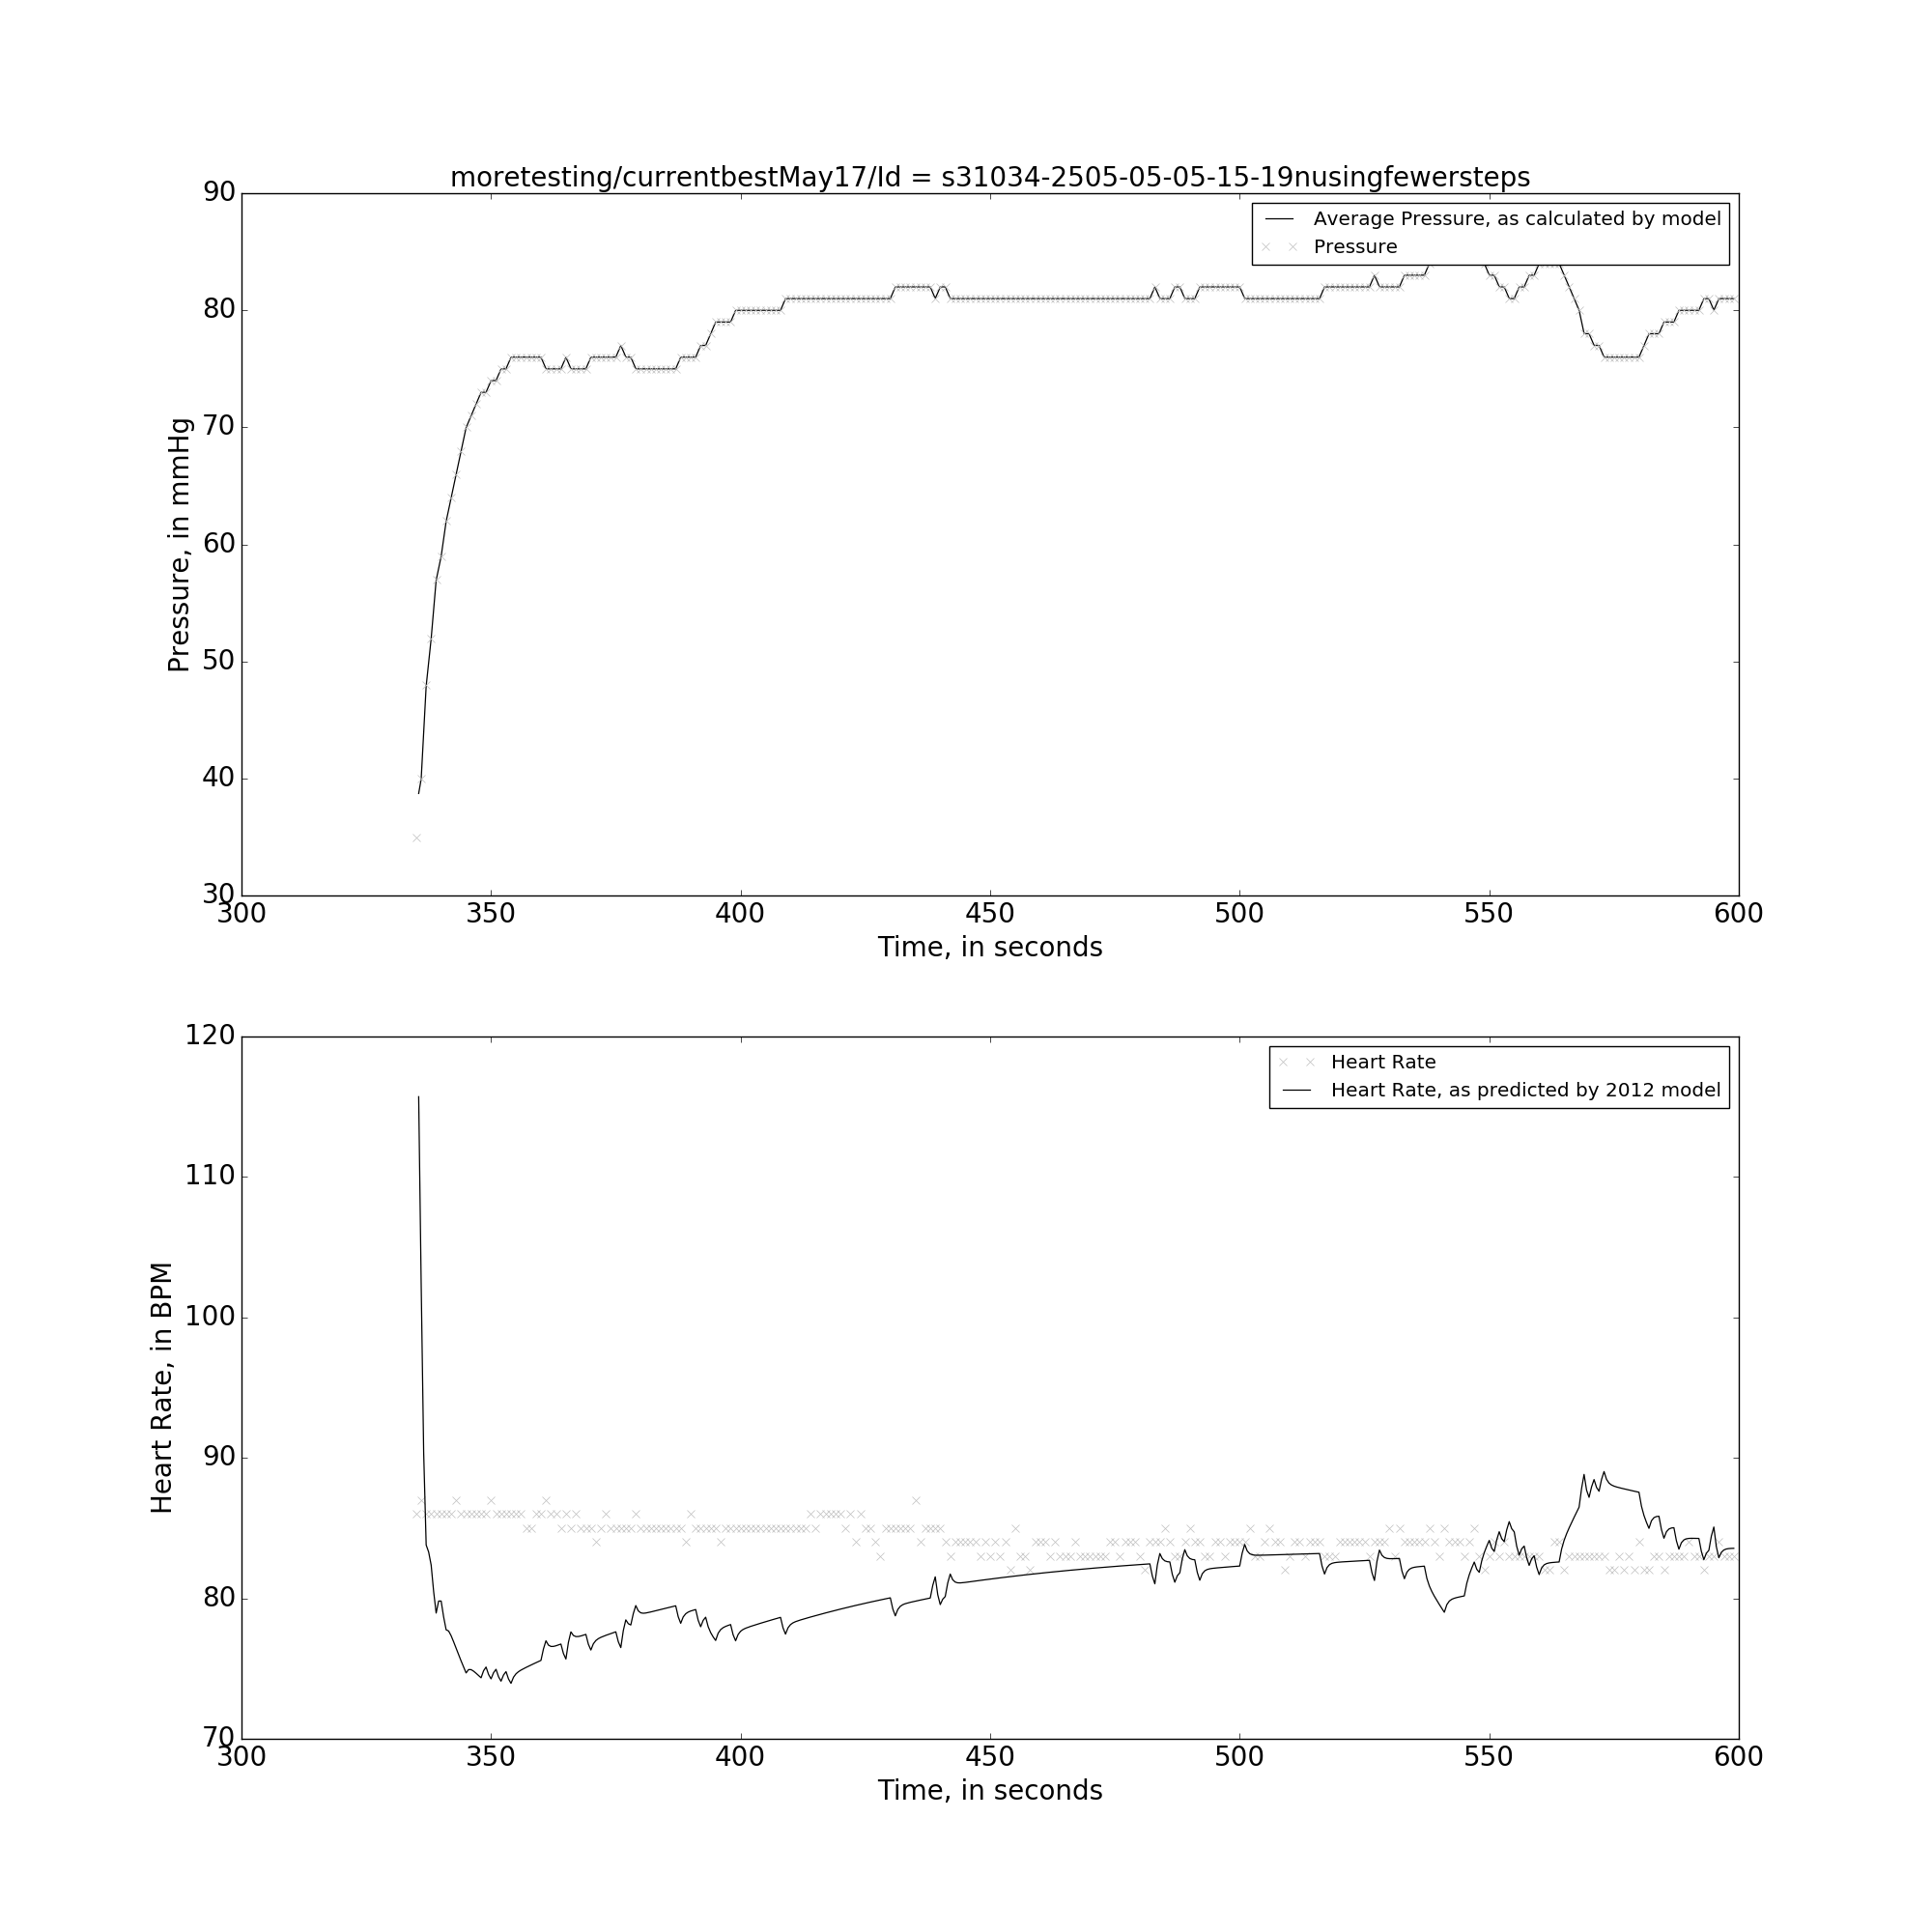 moretesting/currentbestMay17/Id = s31034-2505-05-05-15-19nusingfewersteps
90
80
70
60
50
40
30
Pressure, in mmHg
Average Pressure, as calculated by model
Pressure
300 350 400 450 500 550 600
Time, in seconds
120
110
100
90
80
70
Heart Rate, in BPM
Heart Rate
Heart Rate, as predicted by 2012 model
300 350 400 450 500 550 600
Time, in seconds